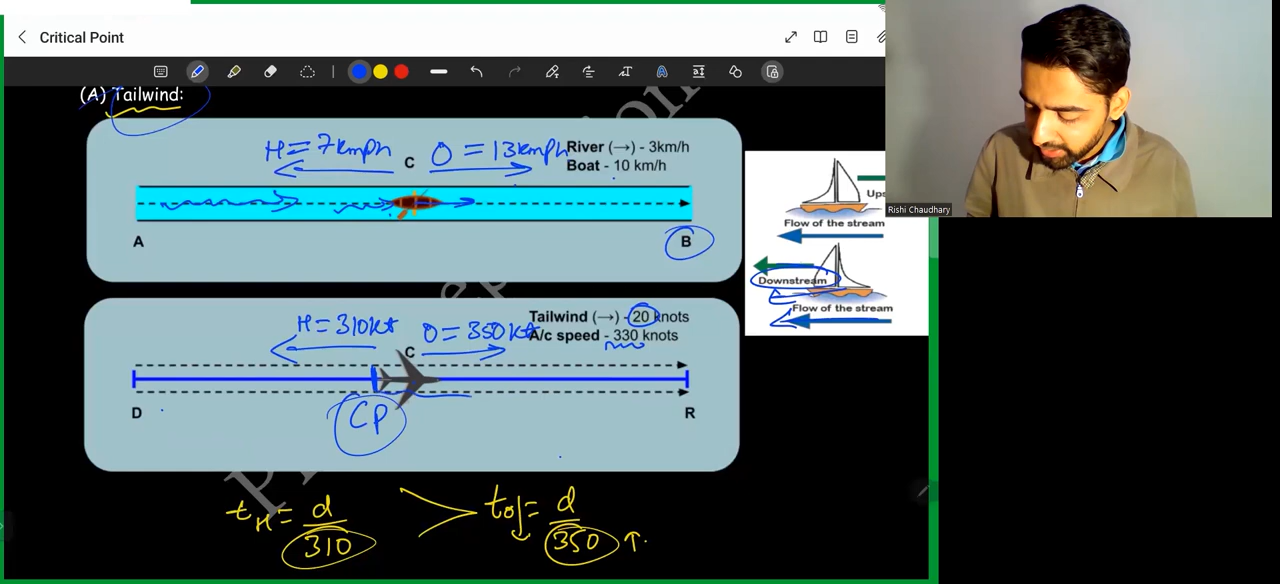 Critical Point
(A) Tailwind:
H = 7kmph
C
O = 13kmph
River (→) - 3km/h
Boat - 10 km/h
A
B
Ups
Flow of the stream
Downstream
Flow of the stream
Rishi Chaudhary
Tailwind (→) - 20 knots
A/c speed - 330 knots
H = 310kt
O = 350kt
C
D
CP
R
tH = d/310 > tO↓ = d/350 ↑